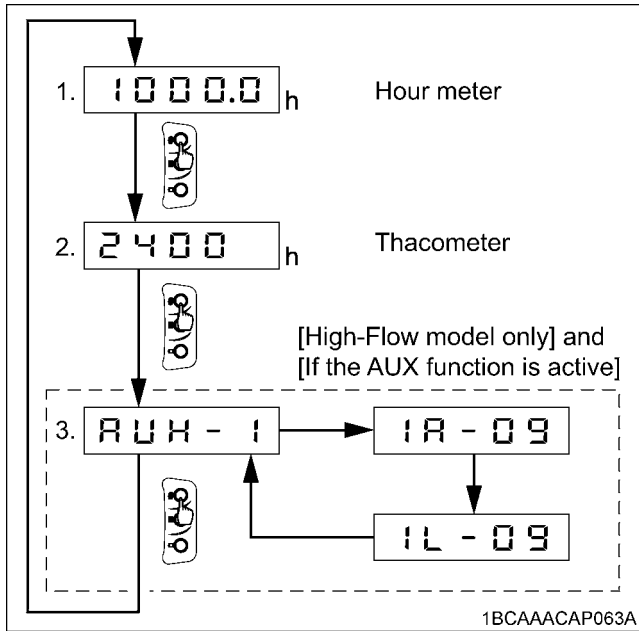 1. 1000.0 h Hour meter
2. 2400 h Thacometer
[High-Flow model only] and
[If the AUX function is active]
3. AUX-1 1A-09
1L-09
1BCAAACAP063A